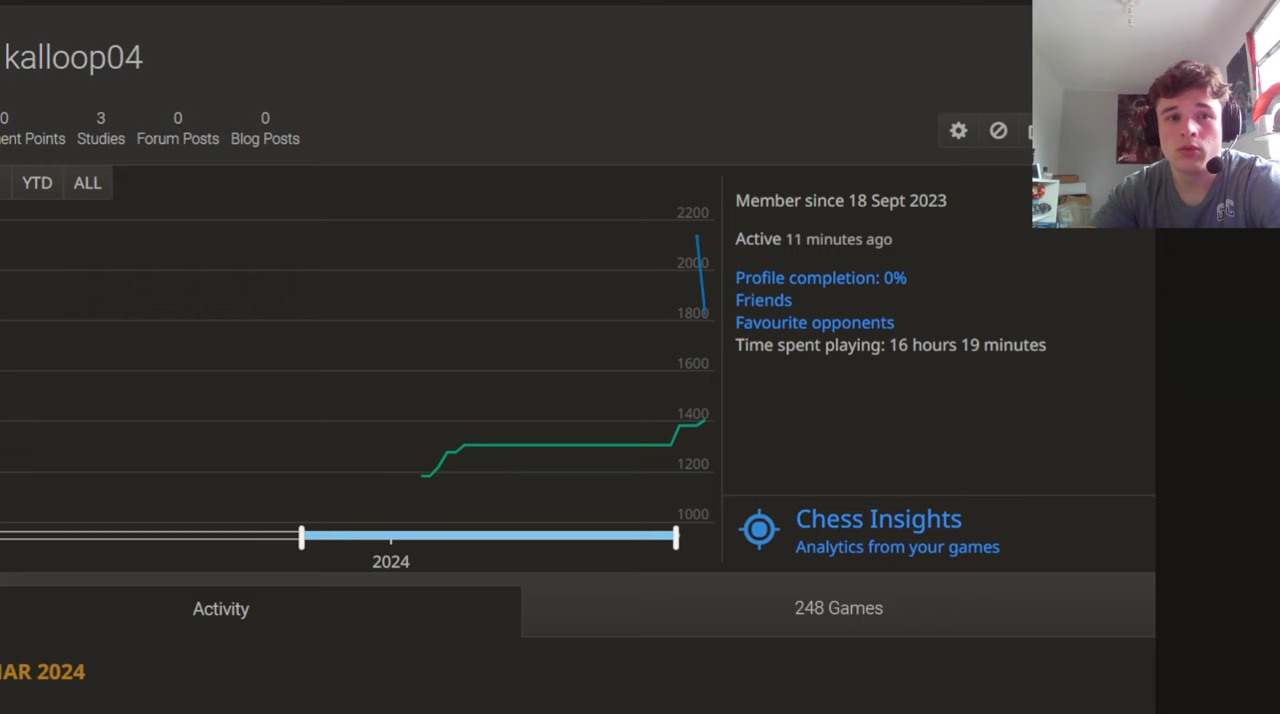 kalloop04
0 3 0 0
ent Points Studies Forum Posts Blog Posts
YTD ALL
2200
2000
1800
1600
1400
1200
1000
2024
Member since 18 Sept 2023
Active 11 minutes ago
Profile completion: 0%
Friends
Favourite opponents
Time spent playing: 16 hours 19 minutes
Chess Insights
Analytics from your games
Activity
248 Games
MAR 2024